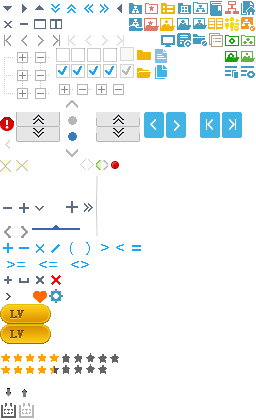 ( ) > < =
>= <= <>
LV
LV